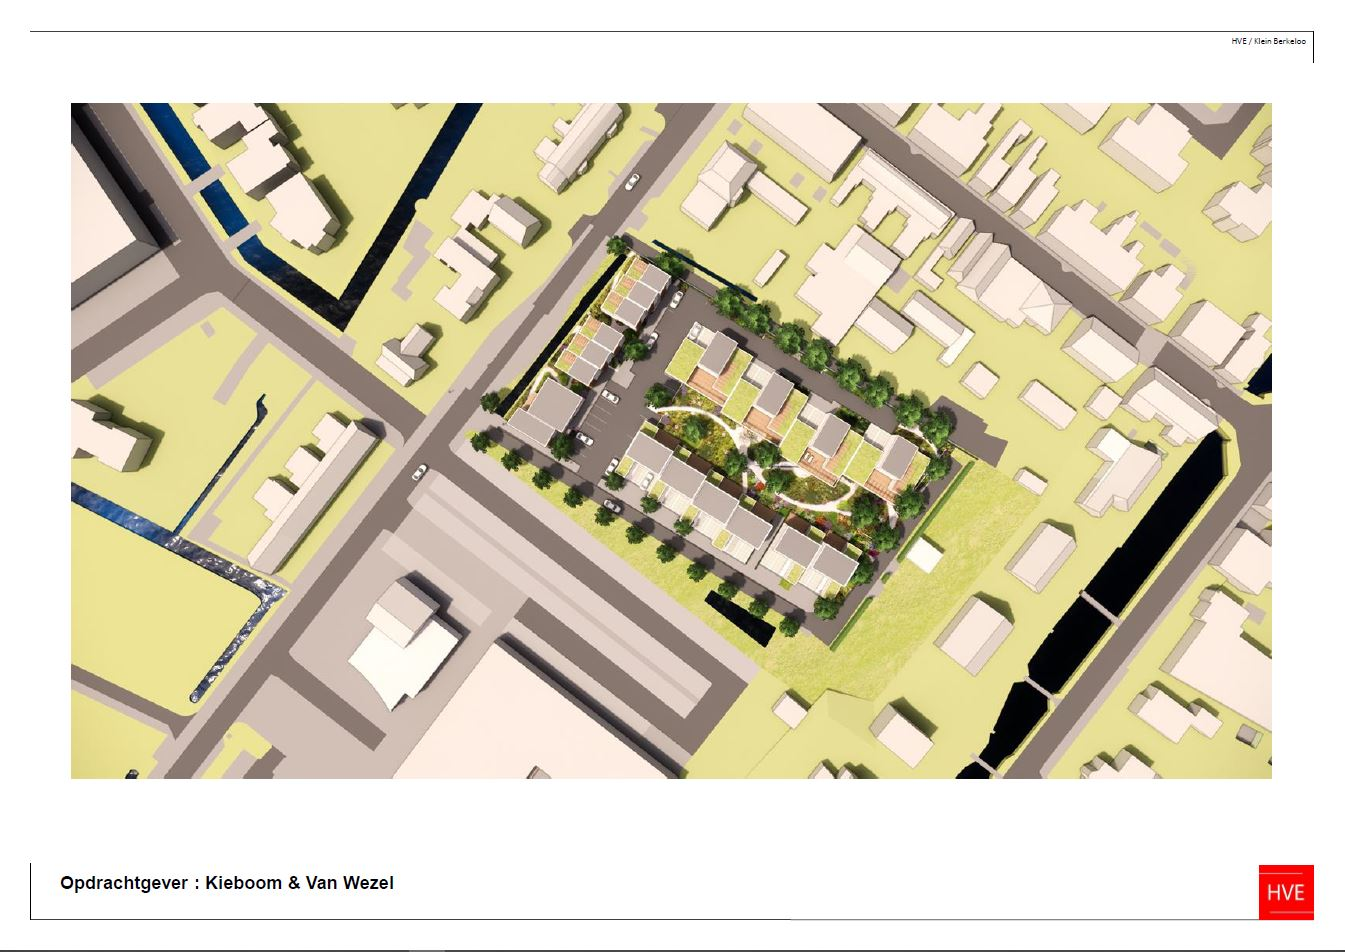 HVE / Klein Berkeloo
Opdrachtgever : Kieboom & Van Wezel
HVE